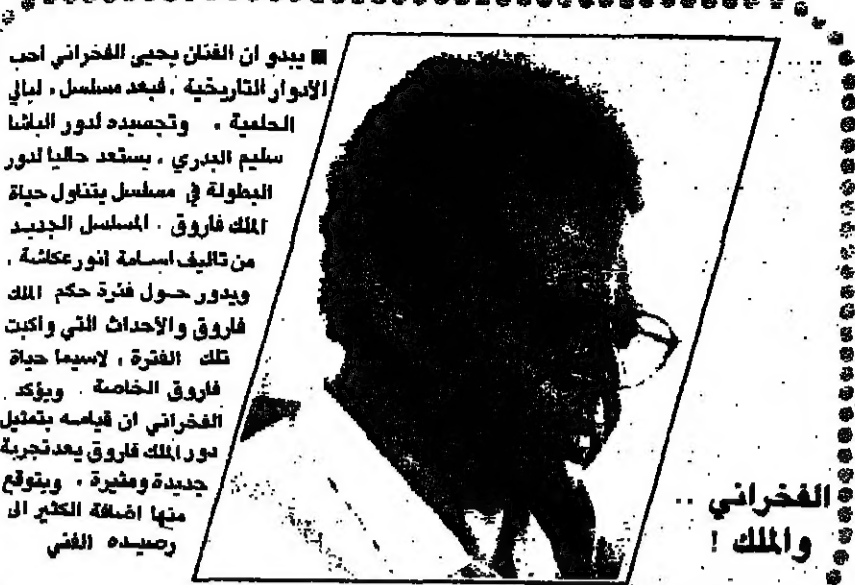 الفخراني ..
والملك !
■ يبدو ان الفنان يحيى الفخراني احب
الادوار التاريخية ، فبعد مسلسل ، ليالي
الحلمية ، وتجسيده لدور الباشا
سليم البدري ، يستعد حاليا لدور
البطولة في مسلسل يتناول حياة
الملك فاروق . المسلسل الجديد
من تاليف اسامة انور عكاشة ،
ويدور حول فترة حكم الملك
فاروق والأحداث التي واكبت
تلك الفترة ، لاسيما حياة
فاروق الخاصة . ويؤكد
الفخراني ان قيامه بتمثيل
دور الملك فاروق يعد تجربة
جديدة ومثيرة ، ويتوقع
منها اضافة الكثير الى
رصيده الفني